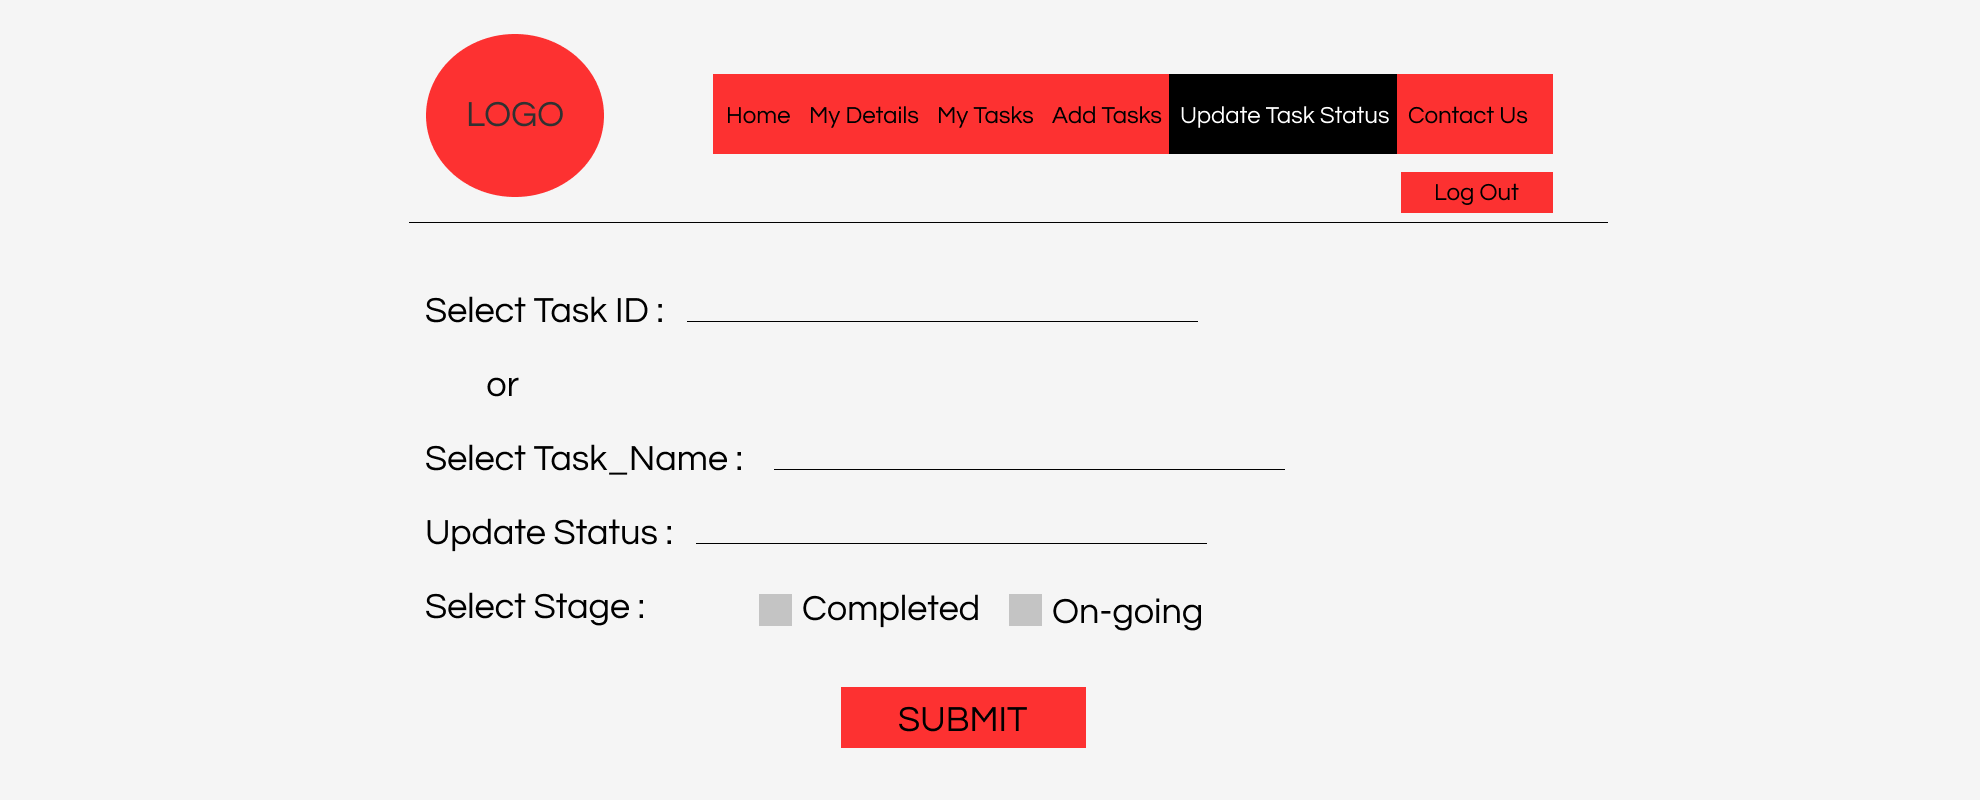 LOGO
Home My Details My Tasks Add Tasks Update Task Status Contact Us
Log Out
Select Task ID :
or
Select Task_Name :
Update Status :
Select Stage : Completed On-going
SUBMIT